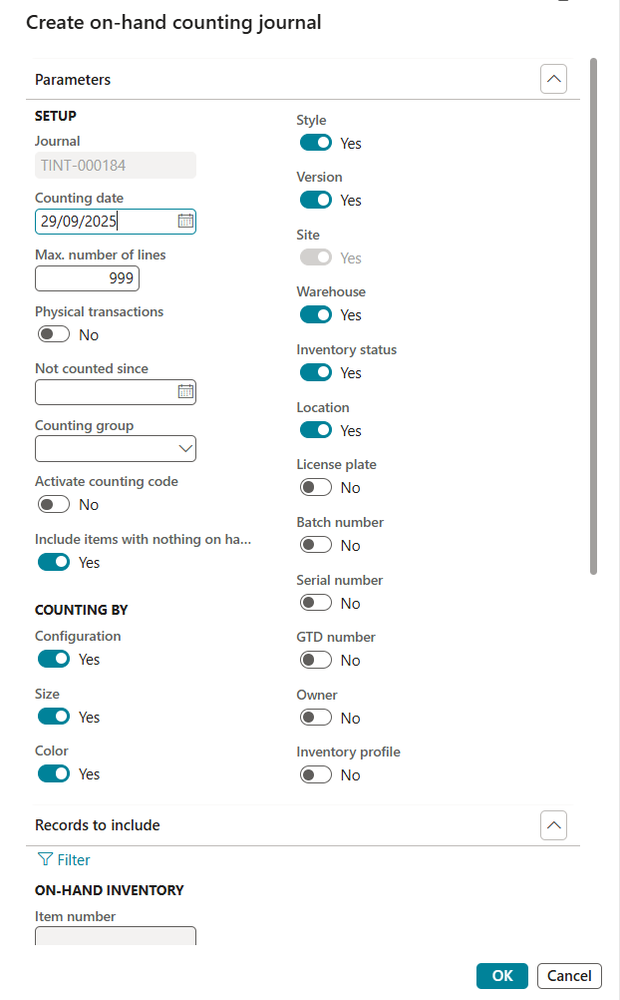 Create on-hand counting journal
Parameters
SETUP
Journal
TINT-000184
Counting date
29/09/2025
Max. number of lines
999
Physical transactions
No
Not counted since
Counting group
Activate counting code
No
Include items with nothing on ha...
Yes
COUNTING BY
Configuration
Yes
Size
Yes
Color
Yes
Style
Yes
Version
Yes
Site
Yes
Warehouse
Yes
Inventory status
Yes
Location
Yes
License plate
No
Batch number
No
Serial number
No
GTD number
No
Owner
No
Inventory profile
No
Records to include
Filter
ON-HAND INVENTORY
Item number
OK
Cancel